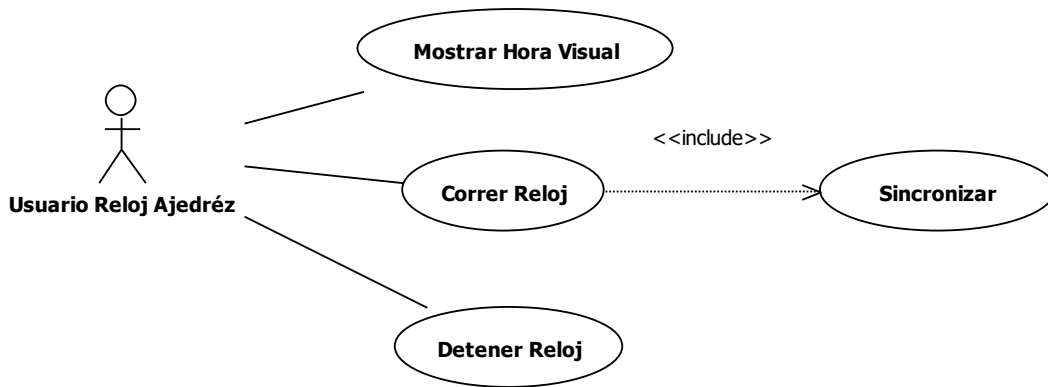 Mostrar Hora Visual
<<include>>
Usuario Reloj Ajedréz
Correr Reloj
Sincronizar
Detener Reloj